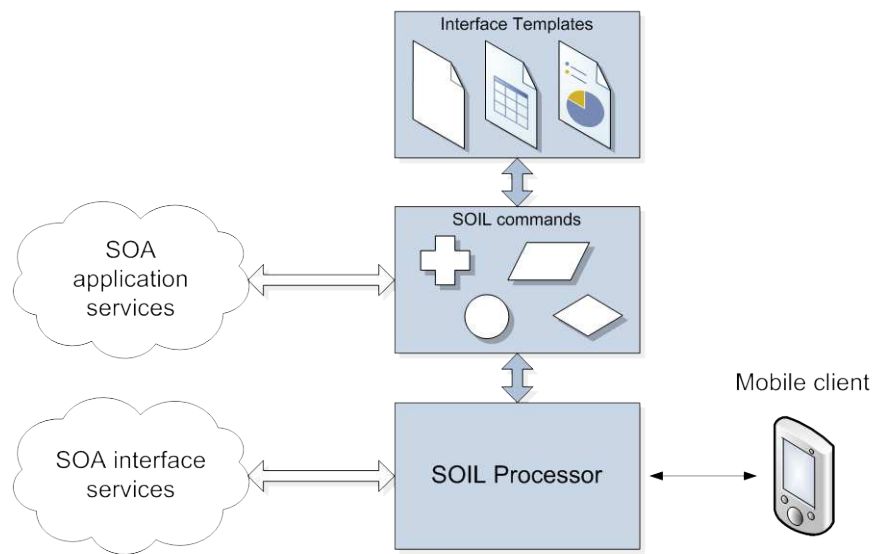 Interface Templates
SOIL commands
SOA
application
services
Mobile client
SOA interface
services
SOIL Processor